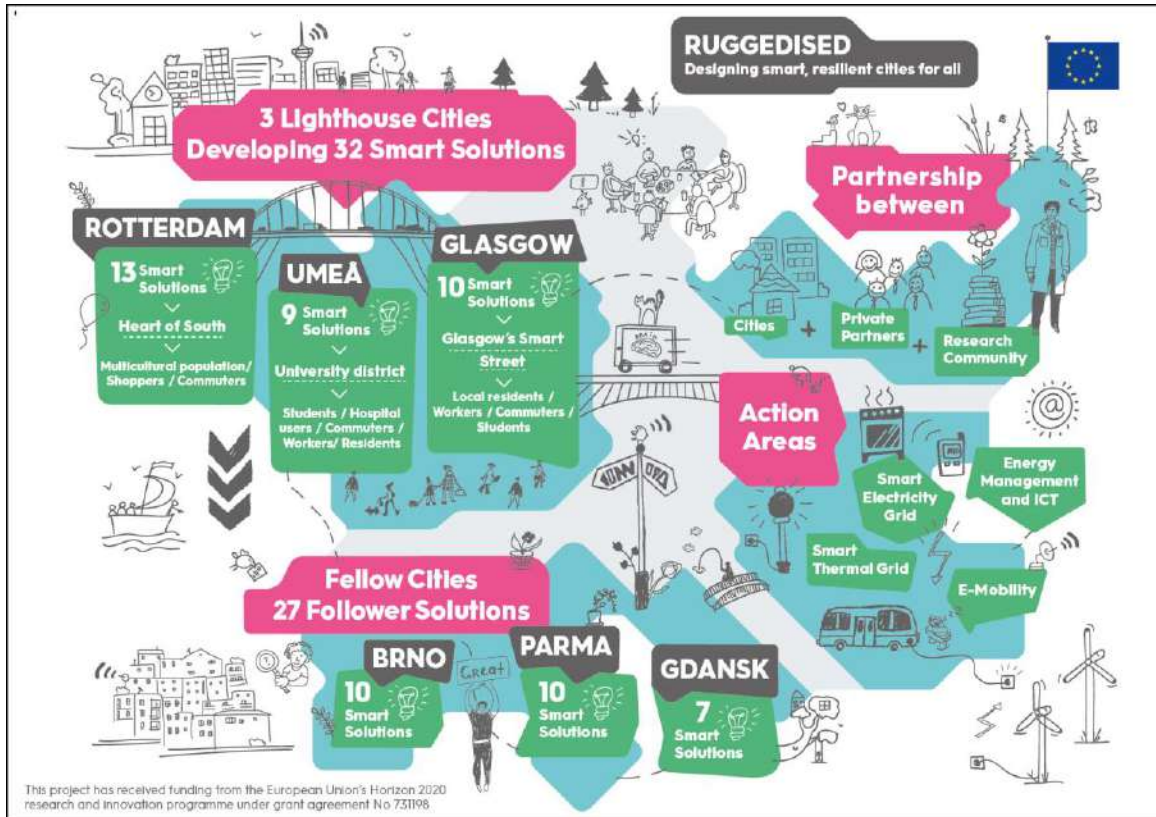 RUGGEDISED
Designing smart, resilient cities for all
3 Lighthouse Cities
Developing 32 Smart Solutions
ROTTERDAM
13 Smart
Solutions
Heart of South
Multicultural population/
Shoppers / Commuters
UMEÅ
9 Smart
Solutions
University district
Students / Hospital
users / Commuters /
Workers/ Residents
GLASGOW
10 Smart
Solutions
Glasgow's Smart
Street
Local residents /
Workers / Commuters /
Students
Partnership
between
Cities
+
Private
Partners
+
Research
Community
Action
Areas
Smart
Electricity
Grid
Energy
Management
and ICT
Smart
Thermal Grid
E-Mobility
@
Fellow Cities
27 Follower Solutions
BRNO
10
Smart
Solutions
Great
PARMA
10
Smart
Solutions
GDANSK
7
Smart
Solutions
This project has received funding from the European Union's Horizon 2020
research and innovation programme under grant agreement No 731198